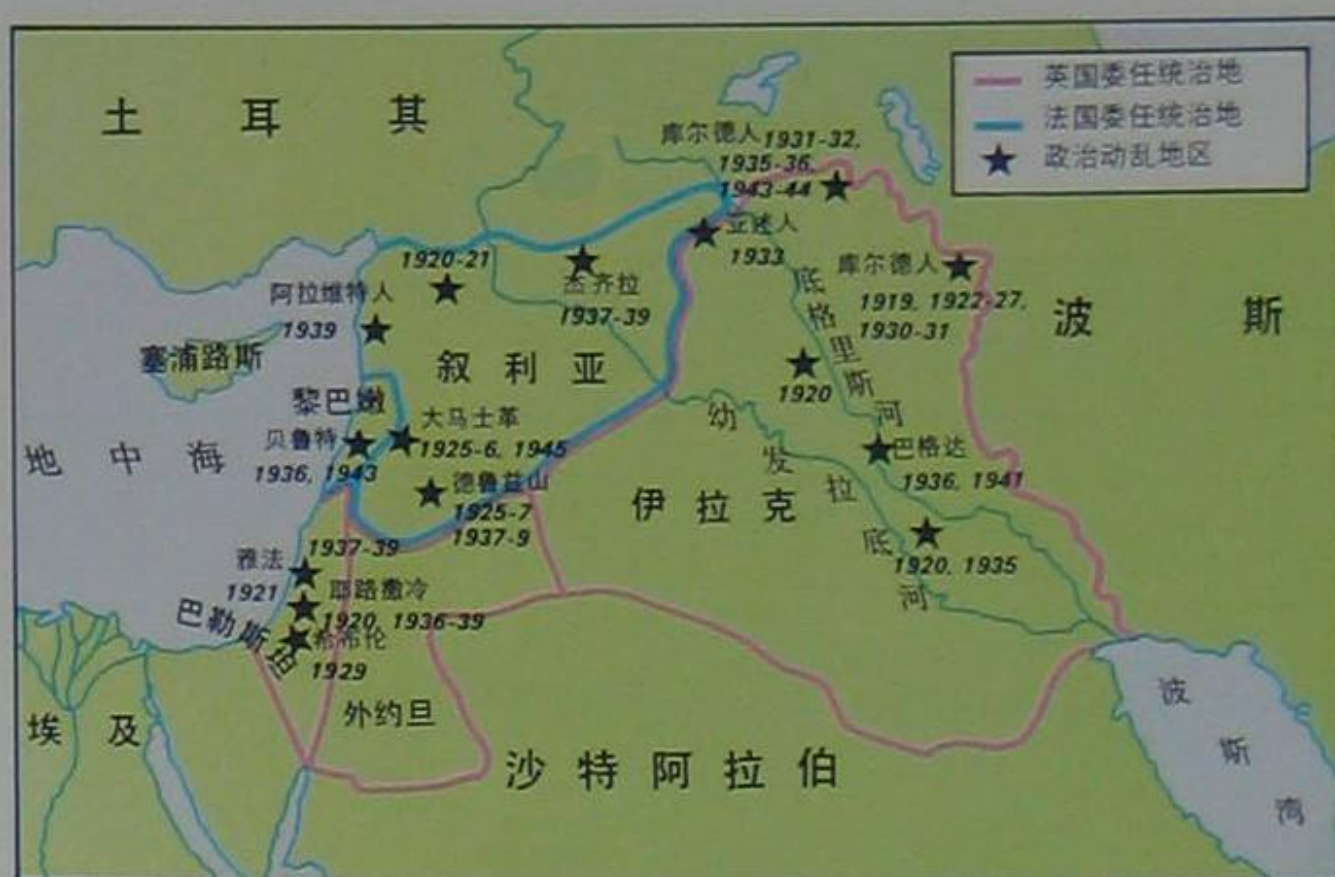 英国委任统治地
法国委任统治地
政治动乱地区
土耳其
库尔德人 1931-32,
1935-36,
1943-44
亚述人
1933
库尔德人
1919, 1922-27,
1930-31
波斯
1920-21
杰齐拉
1937-39
阿拉维特人
1939
塞浦路斯
叙利亚
底格里斯河
1920
黎巴嫩
大马士革
1925-6, 1945
贝鲁特
1936, 1943
地中海
德鲁兹山
1925-7
1937-9
幼发拉底河
伊拉克
巴格达
1936, 1941
1920, 1935
1937-39
雅法
1921
耶路撒冷
1920, 1936-39
巴勒斯坦
希布伦
1929
外约旦
埃及
沙特阿拉伯
波斯湾